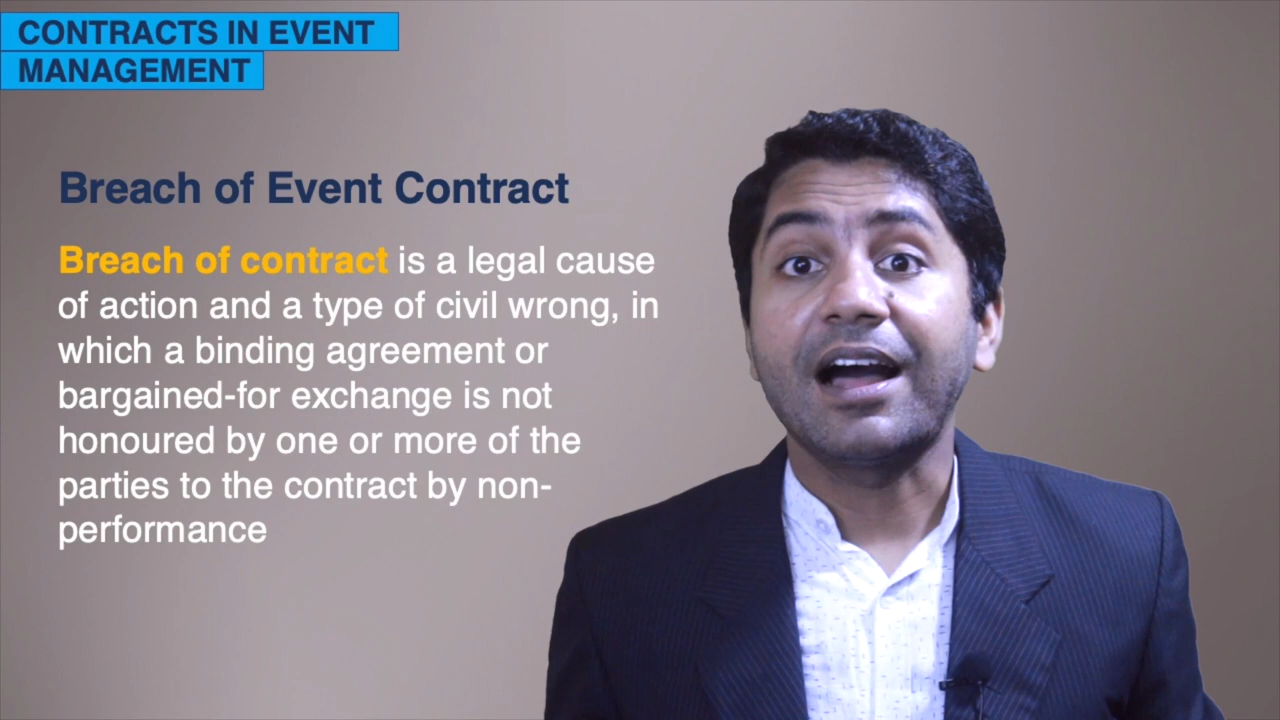 CONTRACTS IN EVENT
MANAGEMENT
Breach of Event Contract
Breach of contract is a legal cause
of action and a type of civil wrong, in
which a binding agreement or
bargained-for exchange is not
honoured by one or more of the
parties to the contract by non-
performance